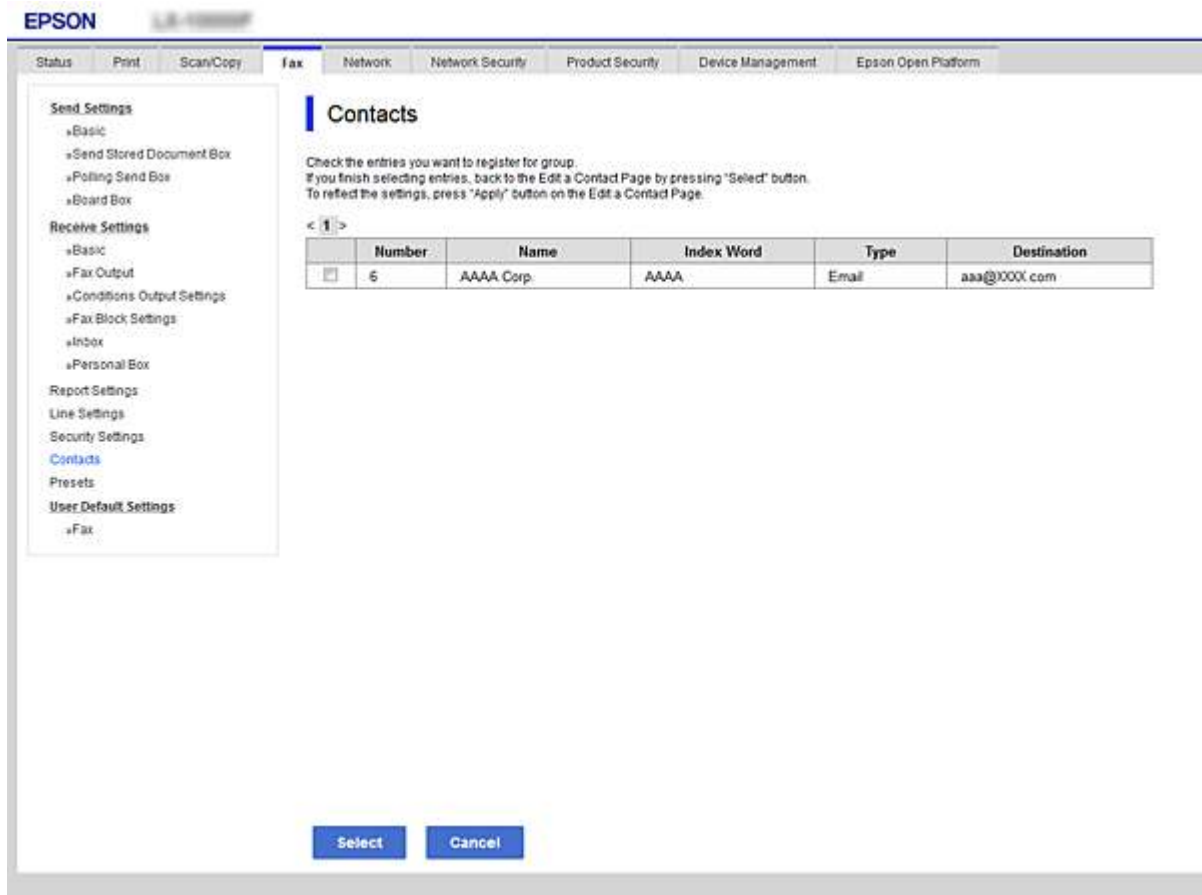 EPSON
Status Print Scan/Copy Fax Network Network Security Product Security Device Management Epson Open Platform
Send Settings
»Basic
»Send Stored Document Box
»Polling Send Box
»Board Box
Receive Settings
»Basic
»Fax Output
»Conditions Output Settings
»Fax Block Settings
»Inbox
»Personal Box
Report Settings
Line Settings
Security Settings
Contacts
Presets
User Default Settings
»Fax
Contacts
Check the entries you want to register for group.
If you finish selecting entries, back to the Edit a Contact Page by pressing "Select" button.
To reflect the settings, press "Apply" button on the Edit a Contact Page.
< 1 >
Number Name Index Word Type Destination
6 AAAA Corp. AAAA Email aaa@XXXX.com
Select Cancel